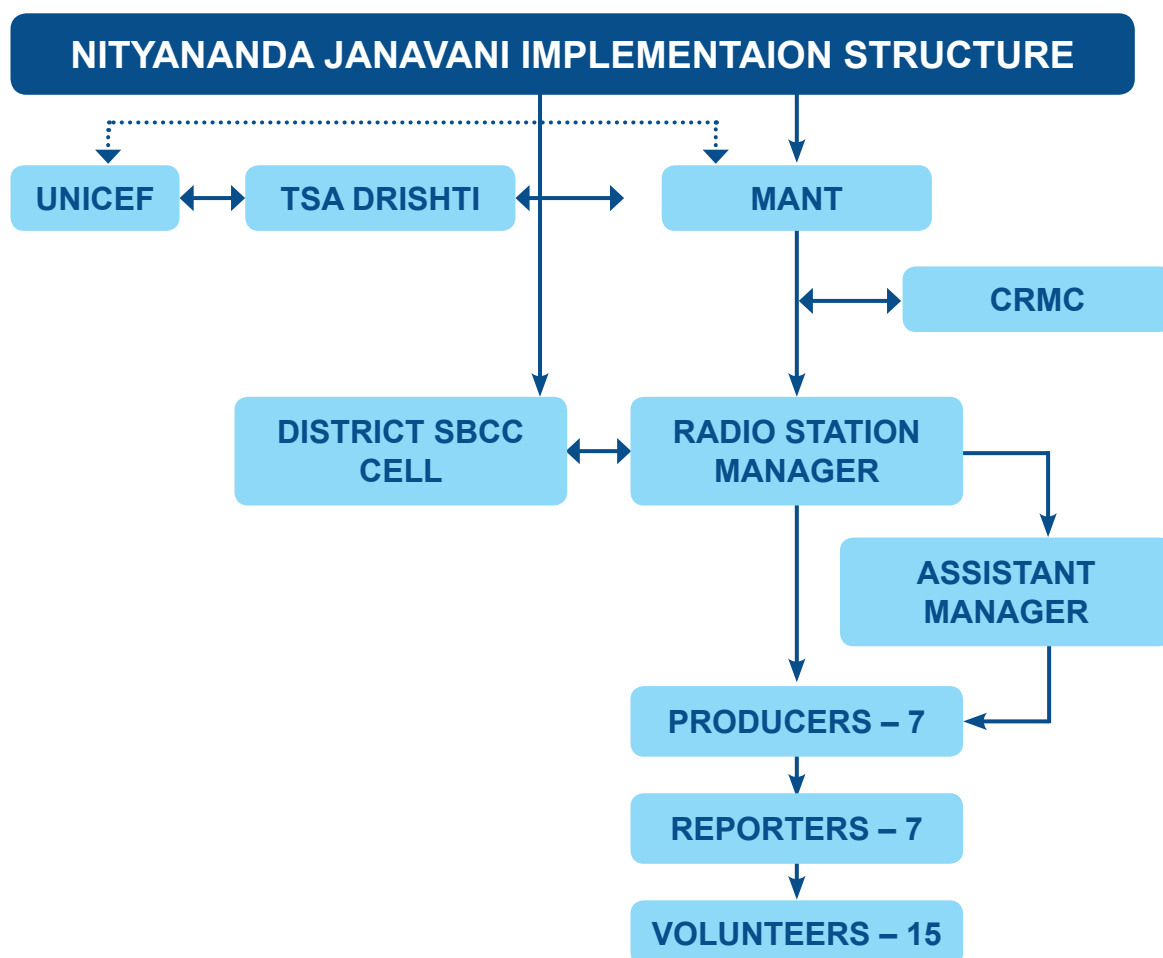 NITYANANDA JANAVANI IMPLEMENTAION STRUCTURE
UNICEF
TSA DRISHTI
MANT
CRMC
DISTRICT SBCC
CELL
RADIO STATION
MANAGER
ASSISTANT
MANAGER
PRODUCERS – 7
REPORTERS – 7
VOLUNTEERS – 15